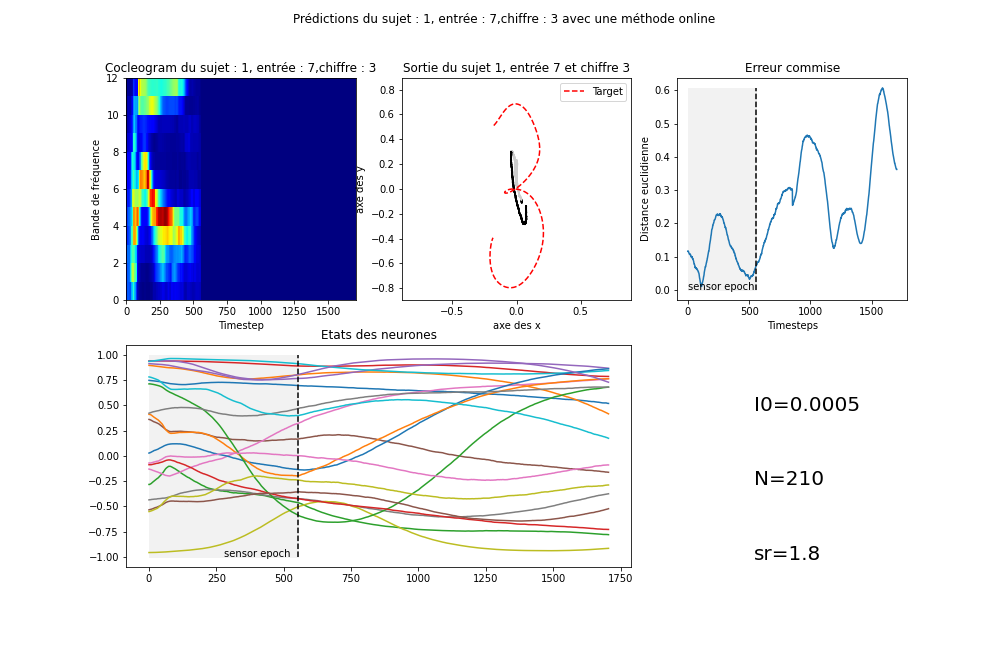 Prédictions du sujet : 1, entrée : 7,chiffre : 3 avec une méthode online
Cocleogram du sujet : 1, entrée : 7,chiffre : 3
Bande de fréquence
12
10
8
6
4
2
0
0 250 500 750 1000 1250 1500
Timestep
Sortie du sujet 1, entrée 7 et chiffre 3
axe des y
0.8
0.6
0.4
0.2
0.0
−0.2
−0.4
−0.6
−0.8
Target
−0.5 0.0 0.5
axe des x
Erreur commise
Distance euclidienne
0.6
0.5
0.4
0.3
0.2
0.1
0.0
sensor epoch
0 500 1000 1500
Timesteps
Etats des neurones
1.00
0.75
0.50
0.25
0.00
−0.25
−0.50
−0.75
−1.00
sensor epoch
0 250 500 750 1000 1250 1500 1750
I0=0.0005
N=210
sr=1.8